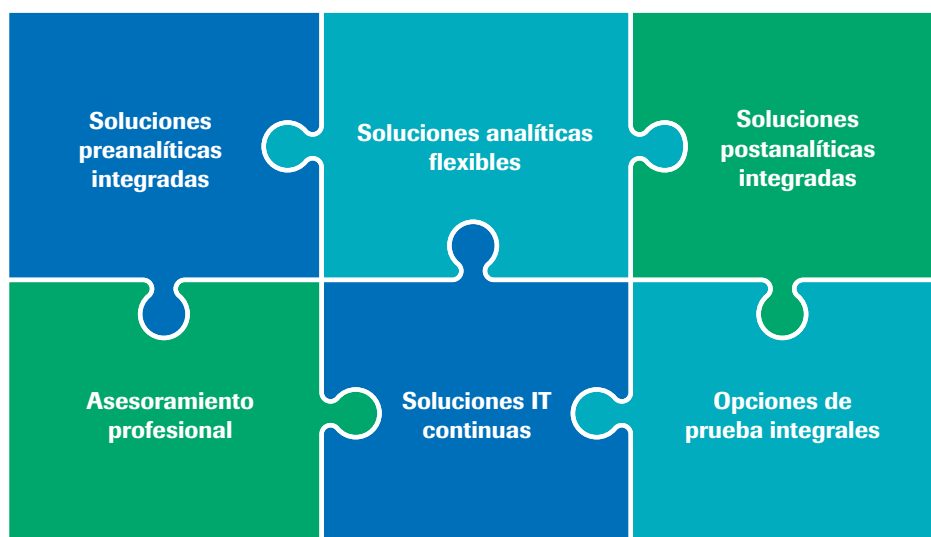 Soluciones
preanalíticas
integradas
Soluciones analíticas
flexibles
Soluciones
postanalíticas
integradas
Asesoramiento
profesional
Soluciones IT
continuas
Opciones de
prueba integrales